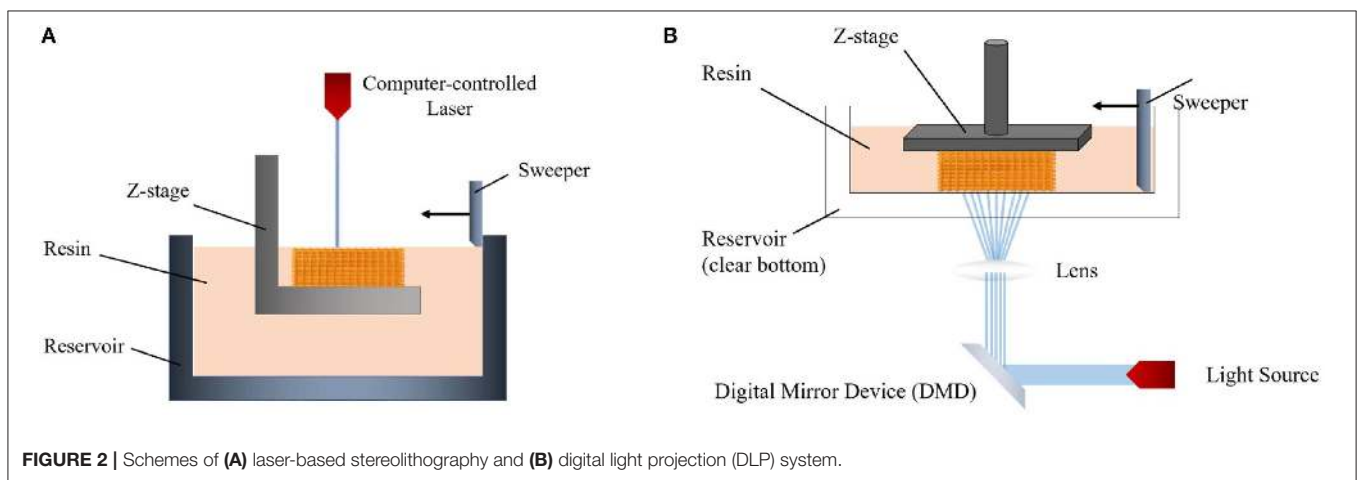 A
Computer-controlled
Laser
Sweeper
Z-stage
Resin
Reservoir
B
Z-stage
Resin
Sweeper
Reservoir
(clear bottom)
Lens
Digital Mirror Device (DMD)
Light Source
FIGURE 2 | Schemes of (A) laser-based stereolithography and (B) digital light projection (DLP) system.